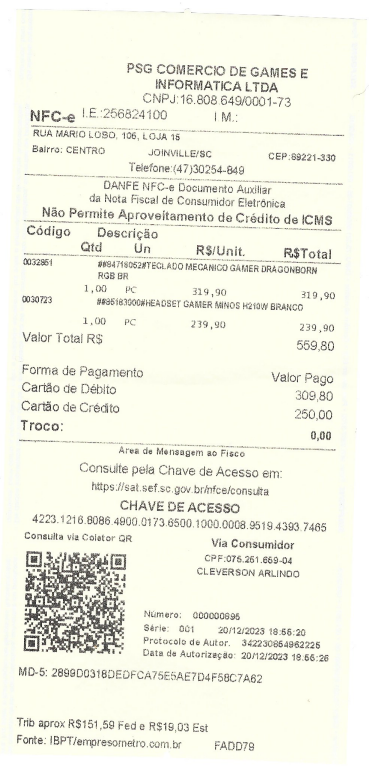 PSG COMERCIO DE GAMES E
INFORMATICA LTDA
CNPJ:16.808.649/0001-73
NFC-e I.E.:256824100 I M.:
RUA MARIO LOBO, 106, LOJA 15
Bairro: CENTRO JOINVILLE/SC CEP:89221-330
Telefone:(47)30254-849
DANFE NFC-e Documento Auxiliar
da Nota Fiscal de Consumidor Eletrônica
Não Permite Aproveitamento de Crédito de ICMS
Código Descrição
Qtd Un R$/Unit. R$Total
0032851 ##84716052#TECLADO MECANICO GAMER DRAGONBORN
RGB BR
1,00 PC 319,90 319,90
0030723 ##85183000#HEADSET GAMER MINOS H210W BRANCO
1,00 PC 239,90 239,90
Valor Total R$ 559,80
Forma de Pagamento Valor Pago
Cartão de Débito 309,80
Cartão de Crédito 250,00
Troco: 0,00
Area de Mensagem ao Fisco
Consulte pela Chave de Acesso em:
https://sat.sef.sc.gov.br/nfce/consulta
CHAVE DE ACESSO
4223.1216.8086.4900.0173.6500.1000.0008.9519.4393.7465
Consulta via Coletor QR Via Consumidor
CPF:075.251.659-04
CLEVERSON ARLINDO
Número: 000000895
Série: 001 20/12/2023 18:55:20
Protocolo de Autor. 342230854962225
Data de Autorização: 20/12/2023 18:55:26
MD-5: 2899D0318DEDFCA75E5AE7D4F58C7A62
Trib aprox R$151,59 Fed e R$19,03 Est
Fonte: IBPT/empresometro.com.br FADD79